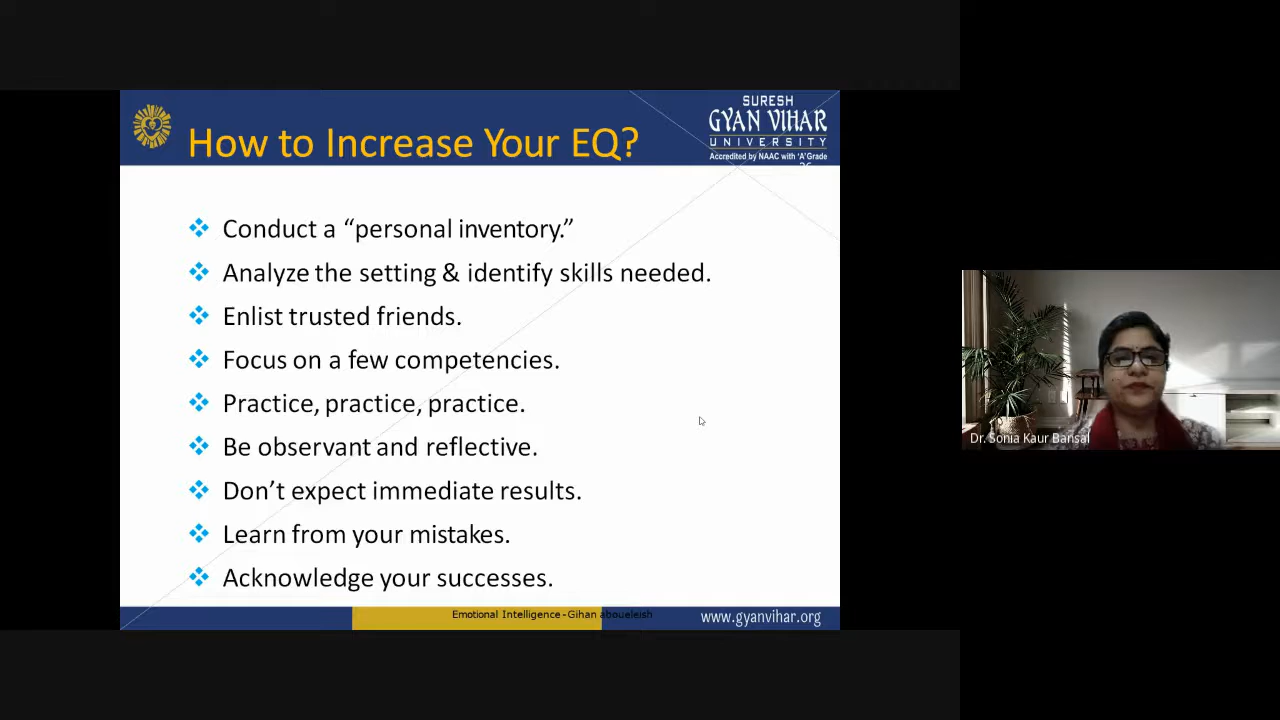 How to Increase Your EQ?
SURESH
GYAN VIHAR
UNIVERSITY
Accredited by NAAC with 'A' Grade
Conduct a “personal inventory.”
Analyze the setting & identify skills needed.
Enlist trusted friends.
Focus on a few competencies.
Practice, practice, practice.
Be observant and reflective.
Don’t expect immediate results.
Learn from your mistakes.
Acknowledge your successes.
Emotional Intelligence - Gihan aboueleish
www.gyanvihar.org
Dr. Sonia Kaur Bansal